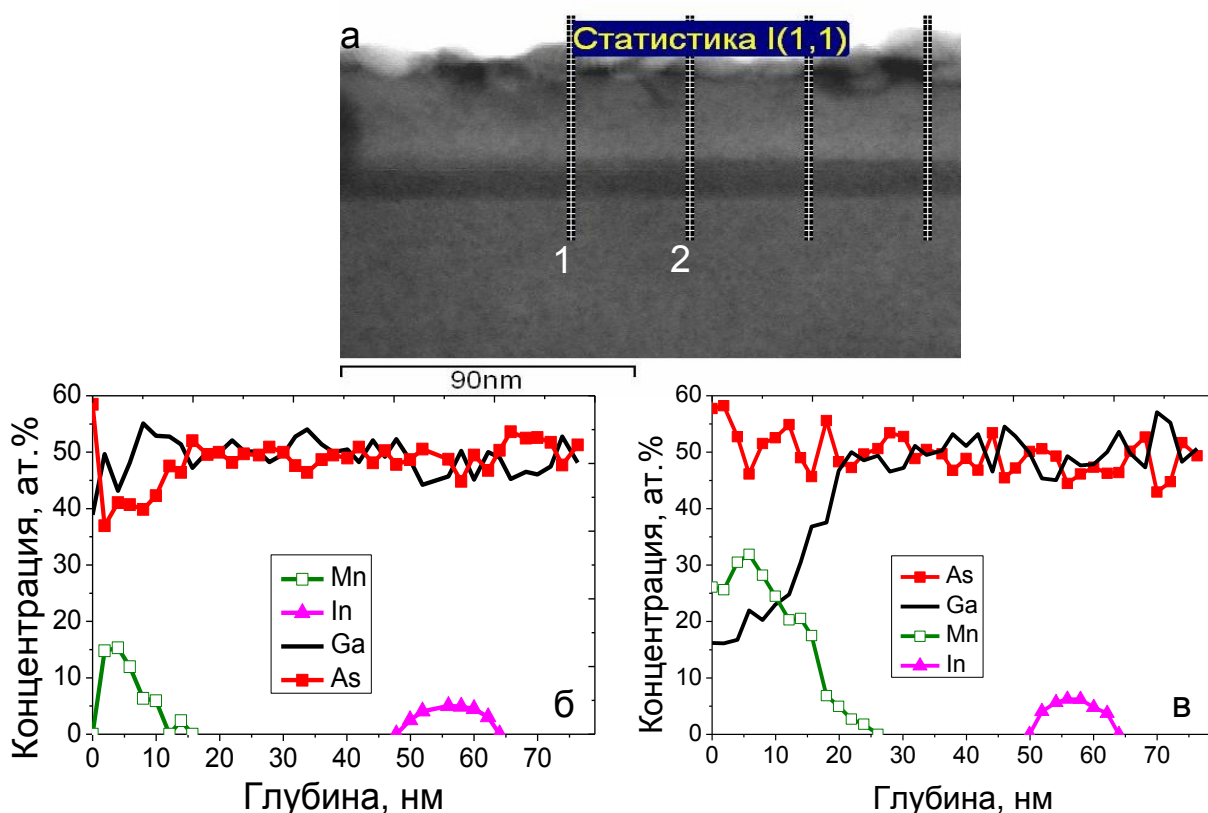 а
Статистика I(1,1)
1 2
90nm
Концентрация, ат.%
60
50
40
30
20
10
0
Mn
In
Ga
As
б
0 10 20 30 40 50 60 70
Глубина, нм
Концентрация, ат.%
60
50
40
30
20
10
0
As
Ga
Mn
In
в
0 10 20 30 40 50 60 70
Глубина, нм